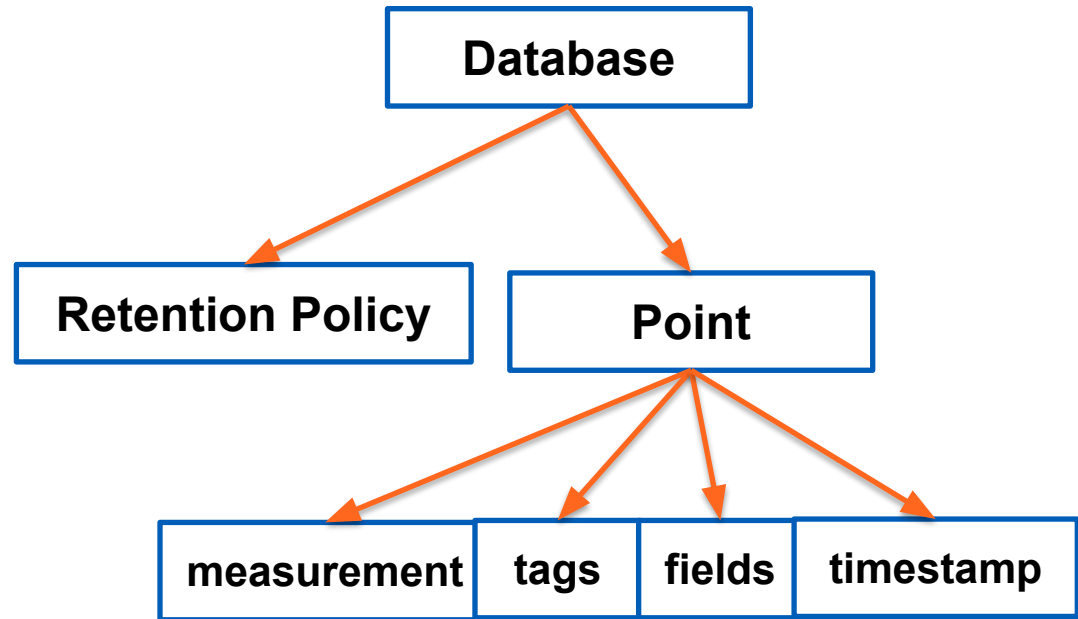 Database
Retention Policy
Point
measurement
tags
fields
timestamp